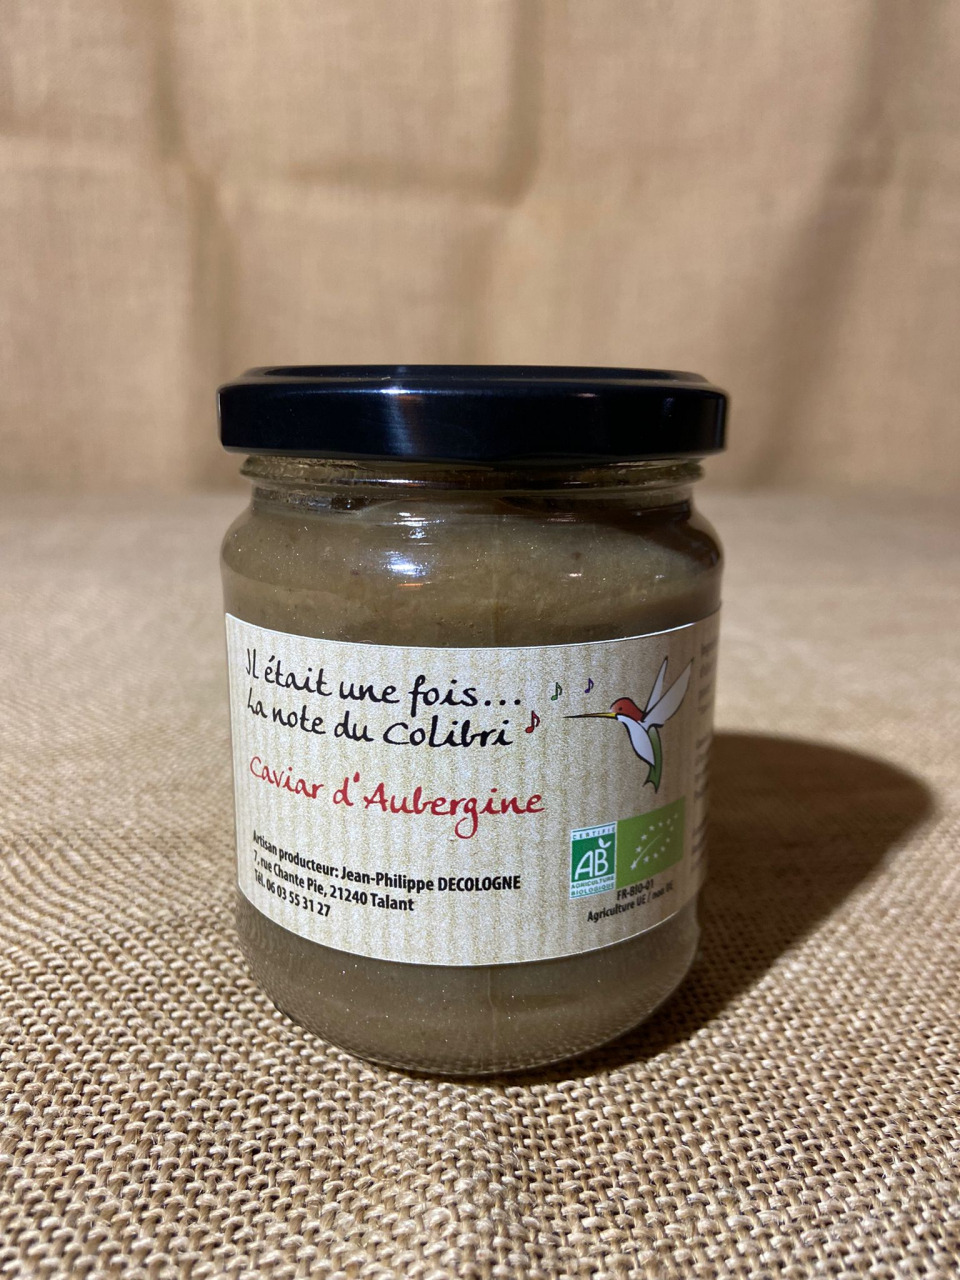 Il était une fois...
La note du Colibri
Caviar d'Aubergine
Artisan producteur: Jean-Philippe DECOLOGNE
7, rue Chante Pie, 21240 Talant
Tél. 06 03 55 31 27
CERTIFIÉ
AB
AGRICULTURE
BIOLOGIQUE
FR-BIO-01
Agriculture UE / non UE